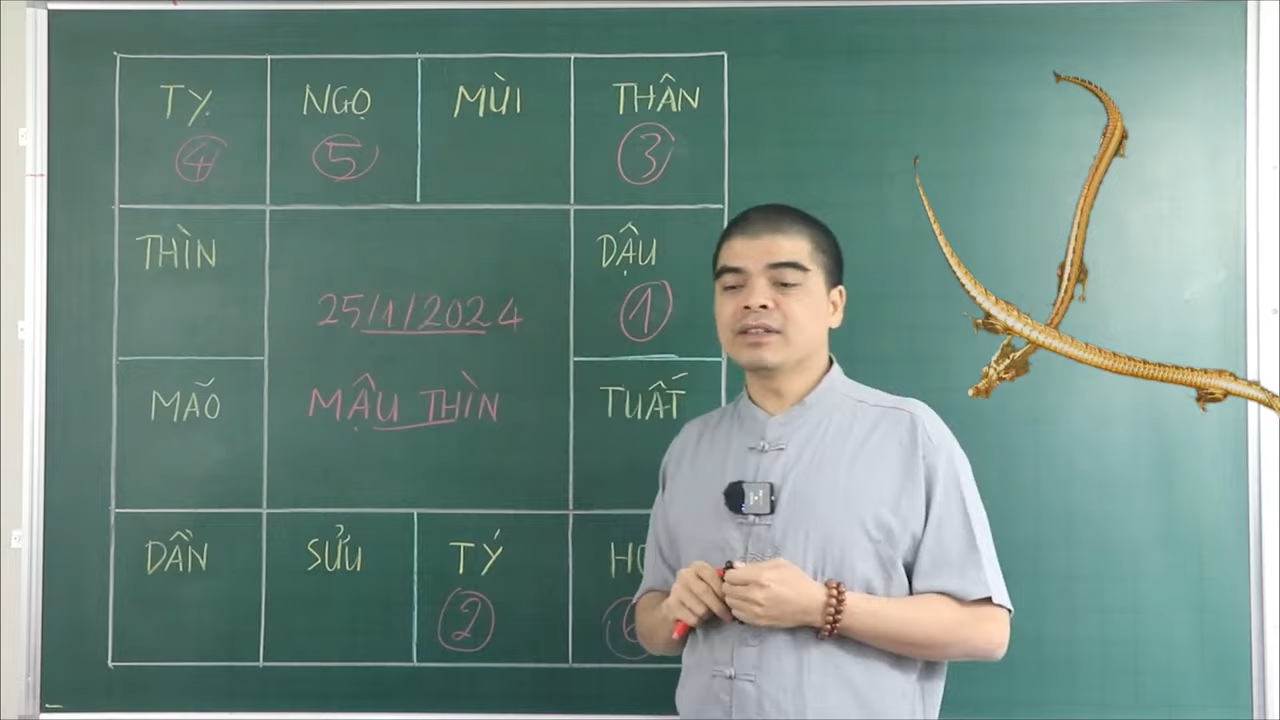 TỴ NGỌ MÙI THÂN
④ ⑤ ③
THÌN DẬU
①
25/1/2024
MÃO MẬU THÌN TUẤT
DẦN SỬU TÝ
②